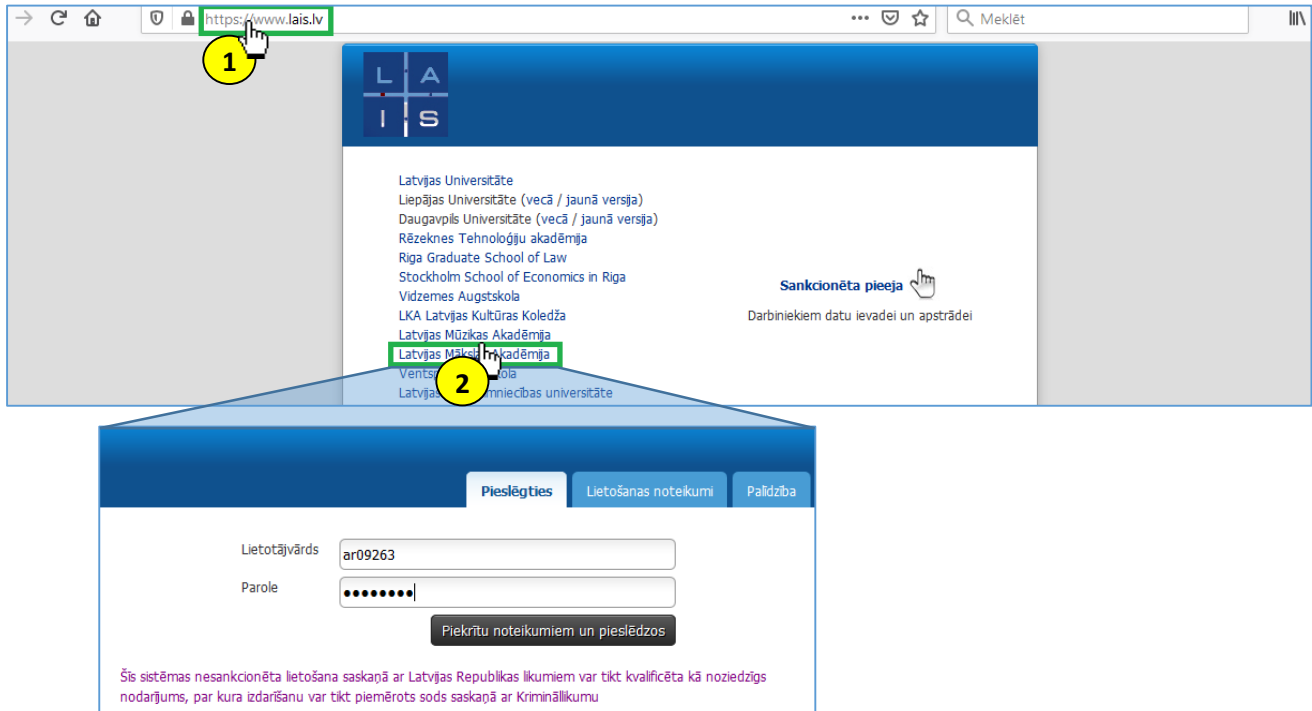 https://www.lais.lv
Meklēt
1
L A
I S
Latvijas Universitāte
Liepājas Universitāte (vecā / jaunā versija)
Daugavpils Universitāte (vecā / jaunā versija)
Rēzeknes Tehnoloģiju akadēmija
Riga Graduate School of Law
Stockholm School of Economics in Riga
Vidzemes Augstskola
LKA Latvijas Kultūras Koledža
Latvijas Mūzikas Akadēmija
Latvijas Akadēmija
2
Latvijas universitāte
Sankcionēta pieeja
Darbiniekiem datu ievadei un apstrādei
Pieslēgties Lietošanas noteikumi Palīdzība
Lietotājvārds ar09263
Parole ••••••••
Piekrītu noteikumiem un pieslēdzos
Šīs sistēmas nesankcionēta lietošana saskaņā ar Latvijas Republikas likumiem var tikt kvalificēta kā noziedzīgs
nodarījums, par kura izdarīšanu var tikt piemērots sods saskaņā ar Krimināllikumu